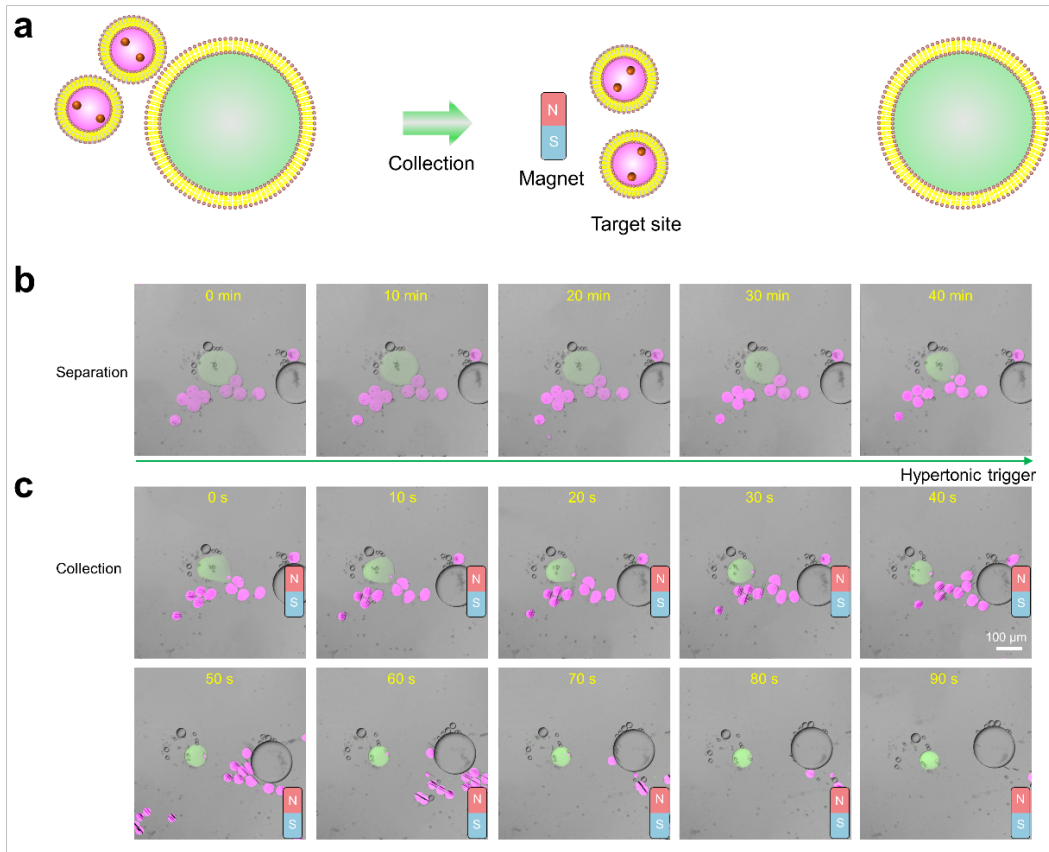 a
Collection
N
S
Magnet
Target site
b
Separation
0 min
10 min
20 min
30 min
40 min
Hypertonic trigger
c
Collection
0 s
10 s
20 s
30 s
40 s
N
S
N
S
N
S
N
S
N
S
100 μm
50 s
60 s
70 s
80 s
90 s
N
S
N
S
N
S
N
S
N
S